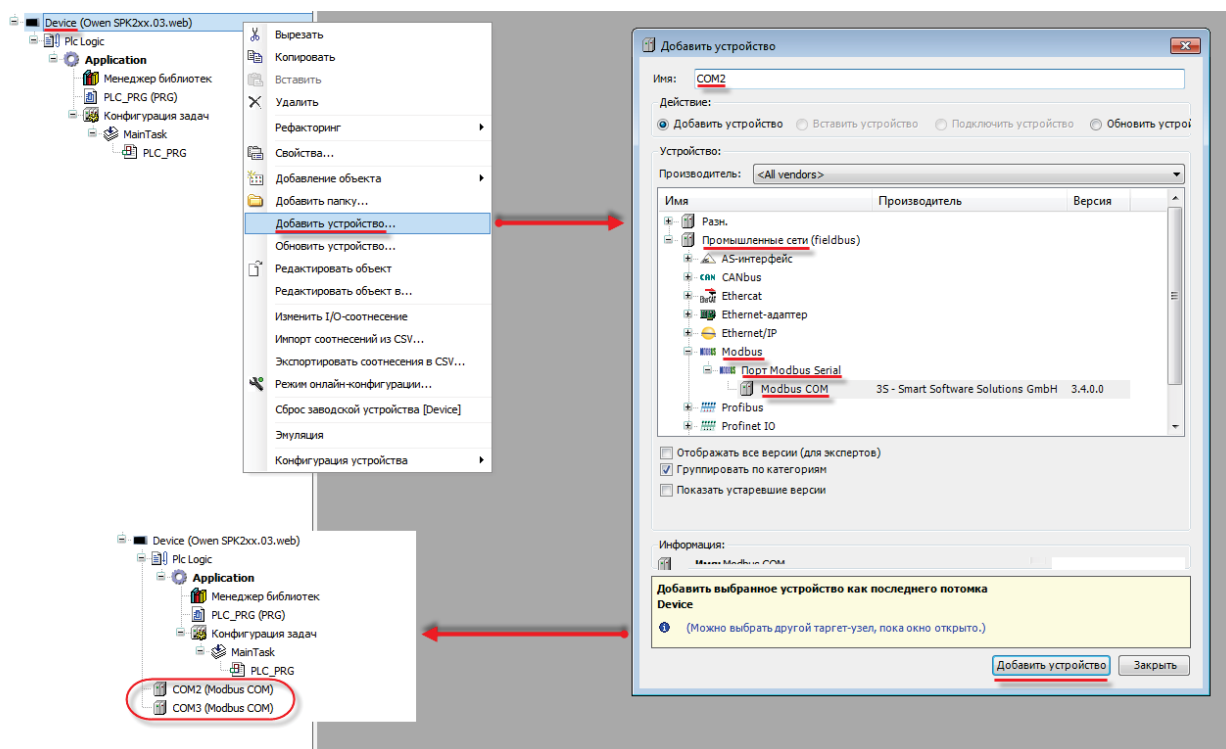 Device (Owen SPK2xx.03.web)
Plc Logic
Application
Менеджер библиотек
PLC_PRG (PRG)
Конфигурация задач
MainTask
PLC_PRG
Вырезать
Копировать
Вставить
Удалить
Рефакторинг
Свойства...
Добавление объекта
Добавить папку...
Добавить устройство...
Обновить устройство...
Редактировать объект
Редактировать объект в...
Изменить I/O-соотнесение
Импорт соотнесений из CSV...
Экспортировать соотнесения в CSV...
Режим онлайн-конфигурации...
Сброс заводской устройства [Device]
Эмуляция
Конфигурация устройства
Добавить устройство
Имя: COM2
Действие:
Добавить устройство Вставить устройство Подключить устройство Обновить устрой
Устройство:
Производитель: <All vendors>
Имя Производитель Версия
Разн.
Промышленные сети (fieldbus)
AS-интерфейс
CAN CANbus
Ethercat
Ethernet-адаптер
Ethernet/IP
Modbus
Порт Modbus Serial
Modbus COM 3S - Smart Software Solutions GmbH 3.4.0.0
Profibus
Profinet IO
Отображать все версии (для экспертов)
Группировать по категориям
Показать устаревшие версии
Информация:
Имя: Modbus COM
Добавить выбранное устройство как последнего потомка
Device
(Можно выбрать другой таргет-узел, пока окно открыто.)
Добавить устройство Закрыть
Device (Owen SPK2xx.03.web)
Plc Logic
Application
Менеджер библиотек
PLC_PRG (PRG)
Конфигурация задач
MainTask
PLC_PRG
COM2 (Modbus COM)
COM3 (Modbus COM)